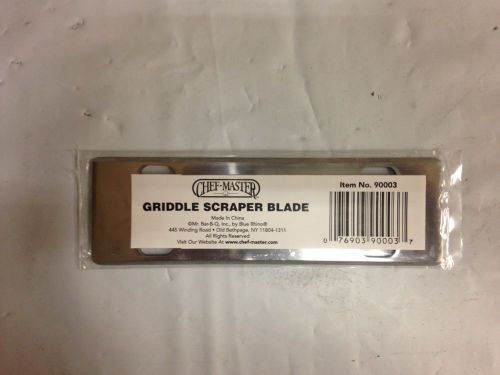 CHEF·MASTER
GRIDDLE SCRAPER BLADE
Made In China
©Mr. Bar-B-Q, Inc., by Blue Rhino®
445 Winding Road • Old Bethpage, NY 11804-1311
All Rights Reserved
Visit Our Website At www.chef-master.com
Item No. 90003
0 76903 90003 7